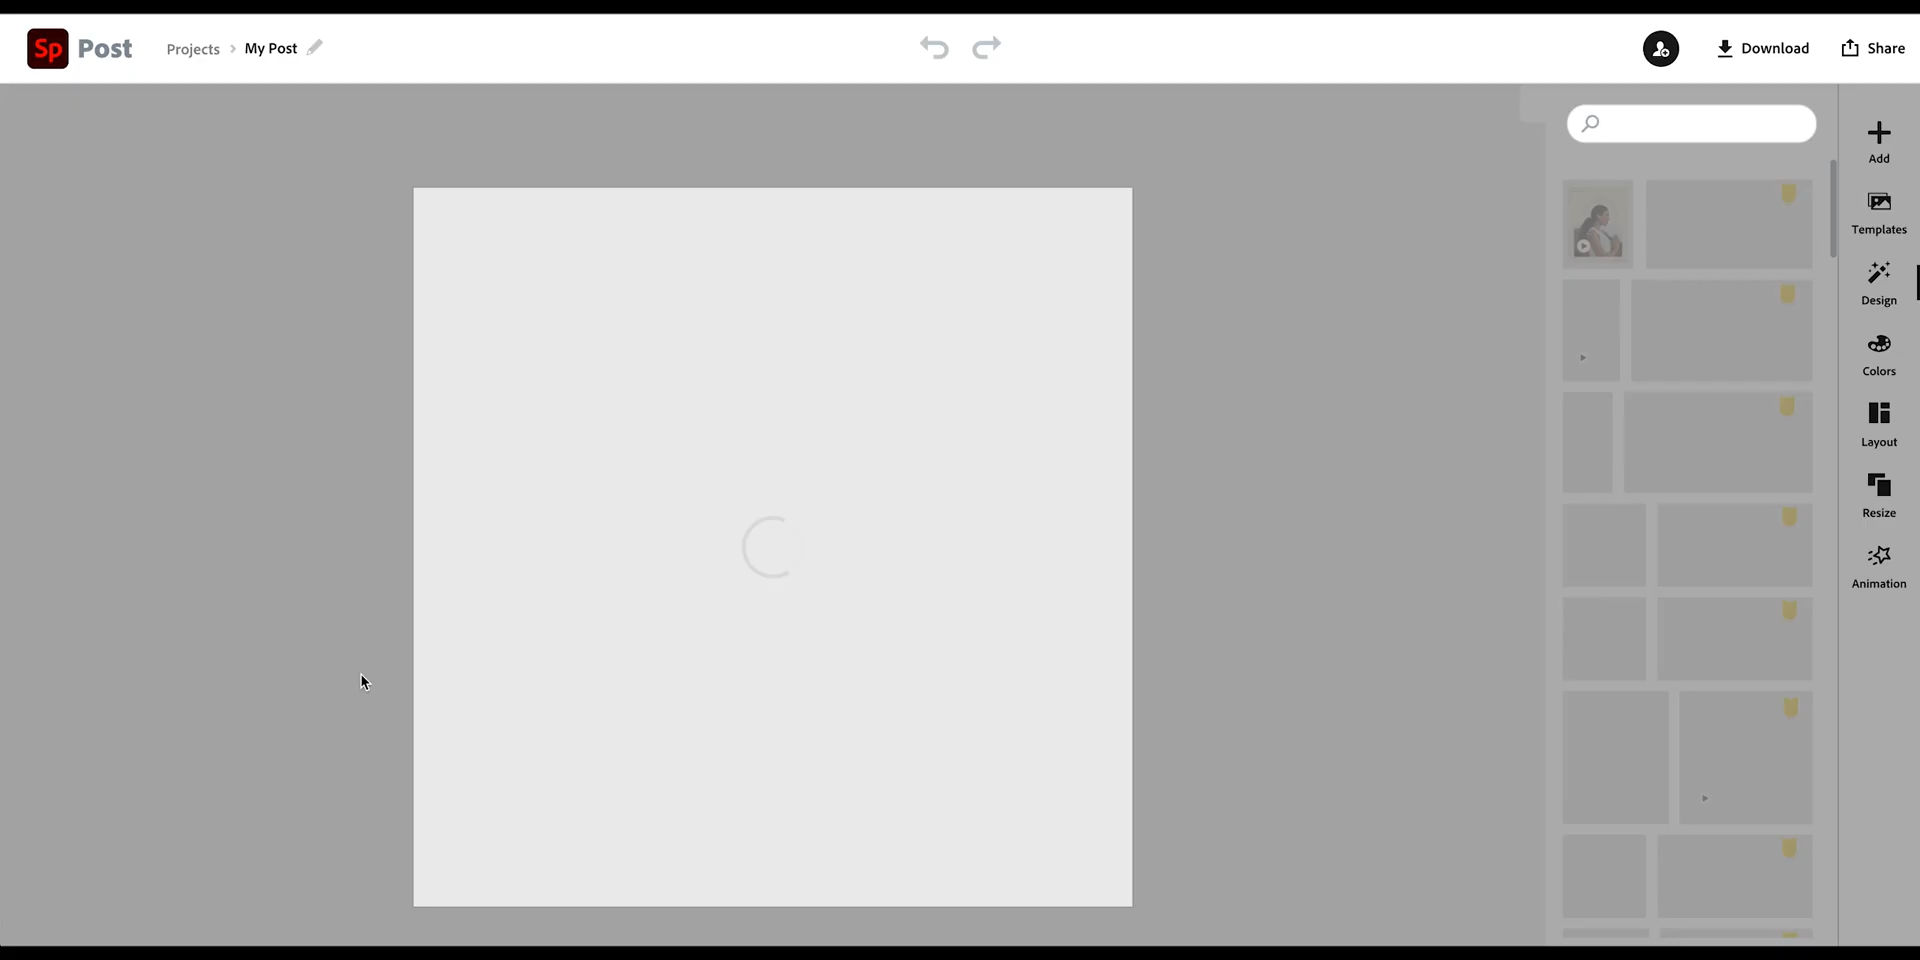 Sp Post Projects > My Post Download Share
Add
Templates
Design
Colors
Layout
Resize
Animation